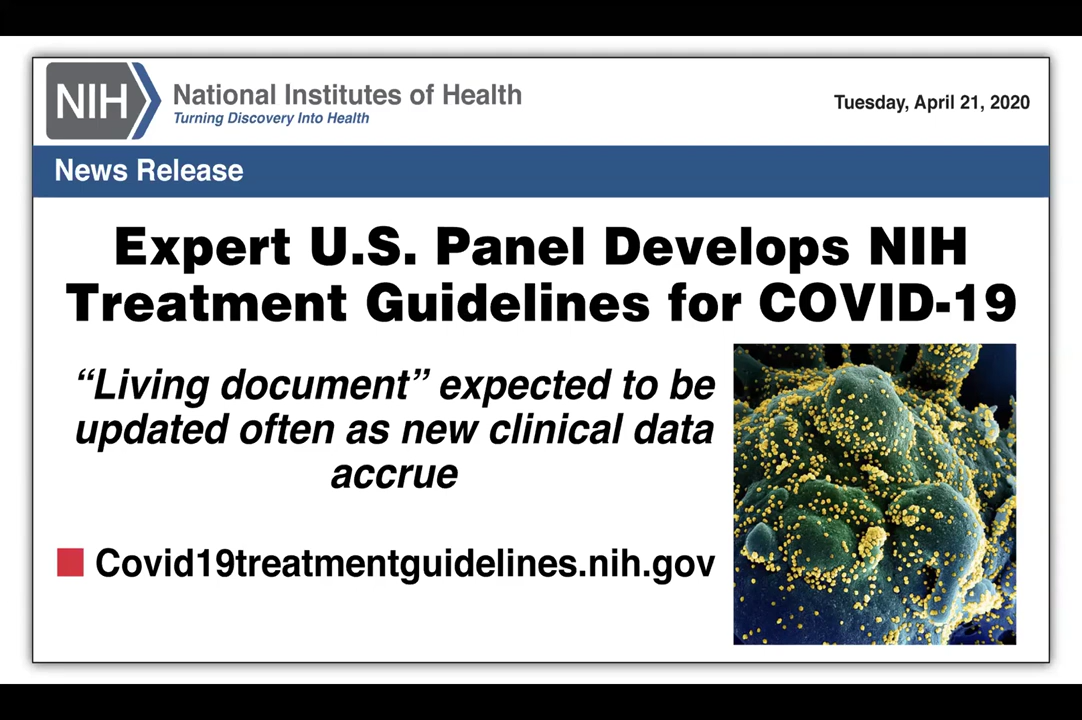 NIH
National Institutes of Health
Turning Discovery Into Health
Tuesday, April 21, 2020
News Release
Expert U.S. Panel Develops NIH
Treatment Guidelines for COVID-19
“Living document” expected to be
updated often as new clinical data
accrue
Covid19treatmentguidelines.nih.gov